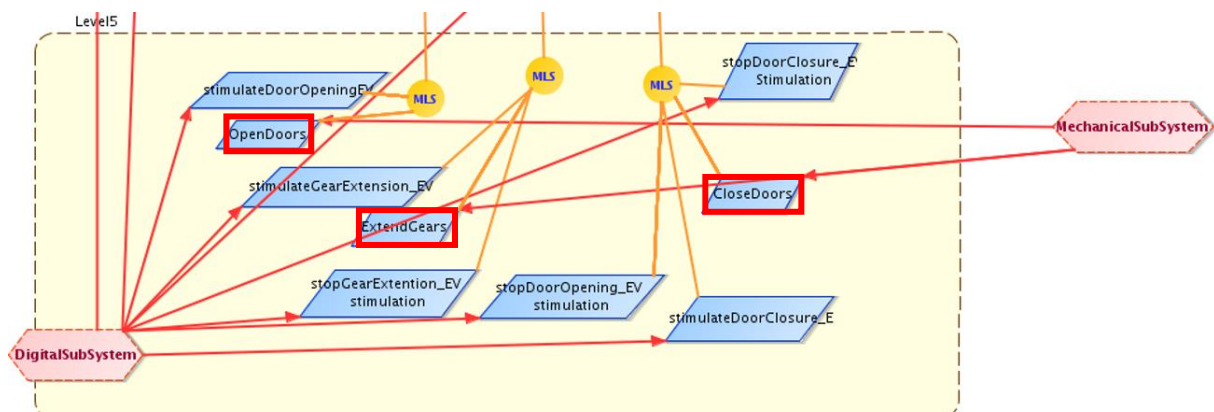 Level5
stopDoorClosure_EV
Stimulation
MLS
stimulateDoorOpeningEV
MLS
MLS
OpenDoors
MechanicalSubSystem
stimulateGearExtension_EV
CloseDoors
ExtendGears
stopGearExtention_EV
stimulation
stopDoorOpening_EV
stimulation
stimulateDoorClosure_E
DigitalSubSystem